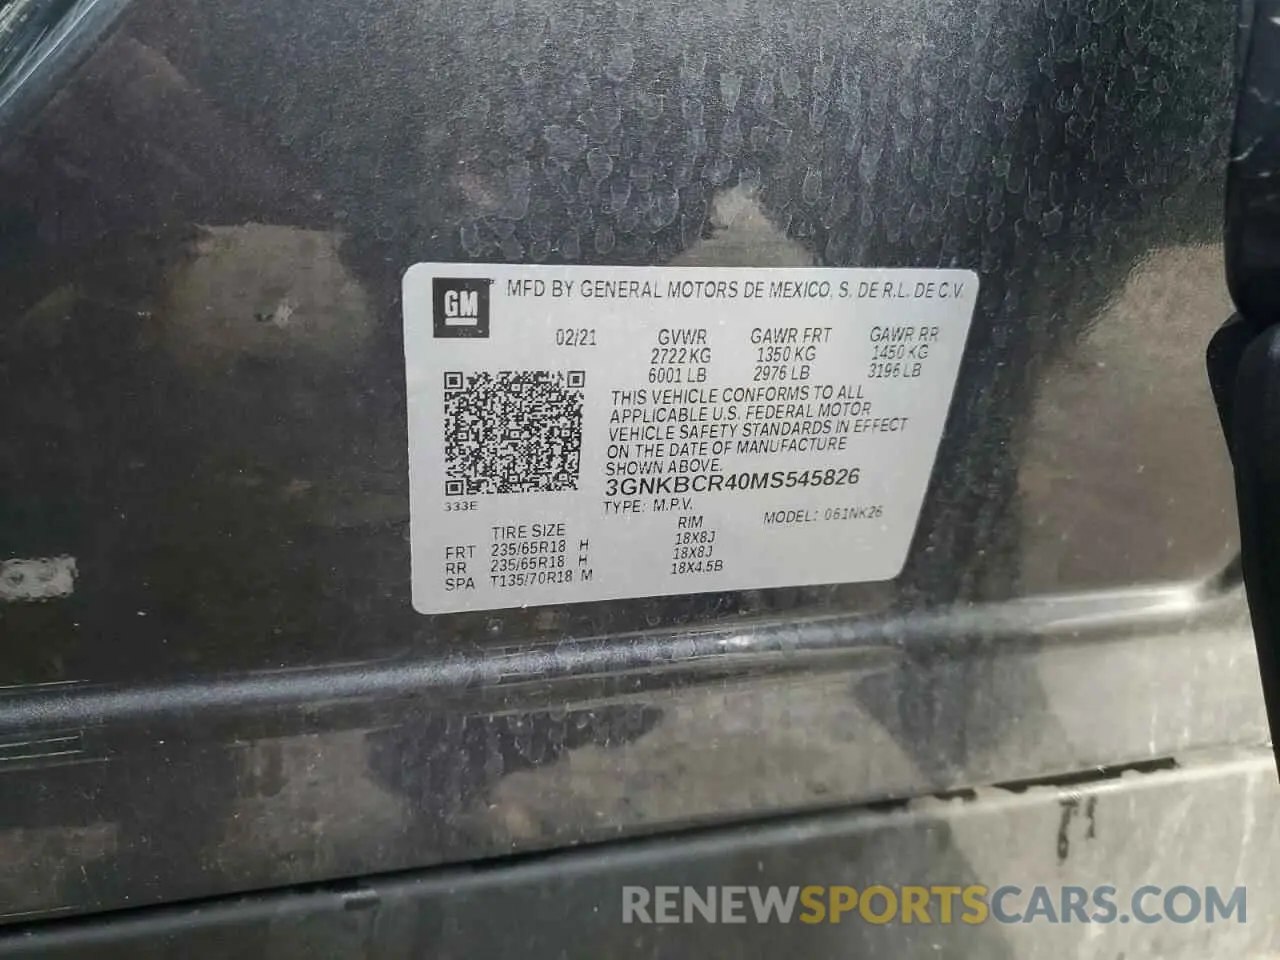 GM
MFD BY GENERAL MOTORS DE MEXICO, S. DE R.L. DE C.V.
02/21 GVWR GAWR FRT GAWR RR
2722 KG 1350 KG 1450 KG
6001 LB 2976 LB 3196 LB
THIS VEHICLE CONFORMS TO ALL
APPLICABLE U.S. FEDERAL MOTOR
VEHICLE SAFETY STANDARDS IN EFFECT
ON THE DATE OF MANUFACTURE
SHOWN ABOVE.
3GNKBCR40MS545826
333E
TYPE: M.P.V. MODEL: 061NK26
TIRE SIZE RIM
FRT 235/65R18 H 18X8J
RR 235/65R18 H 18X8J
SPA T135/70R18 M 18X4.5B
RENEWSPORTSCARS.COM